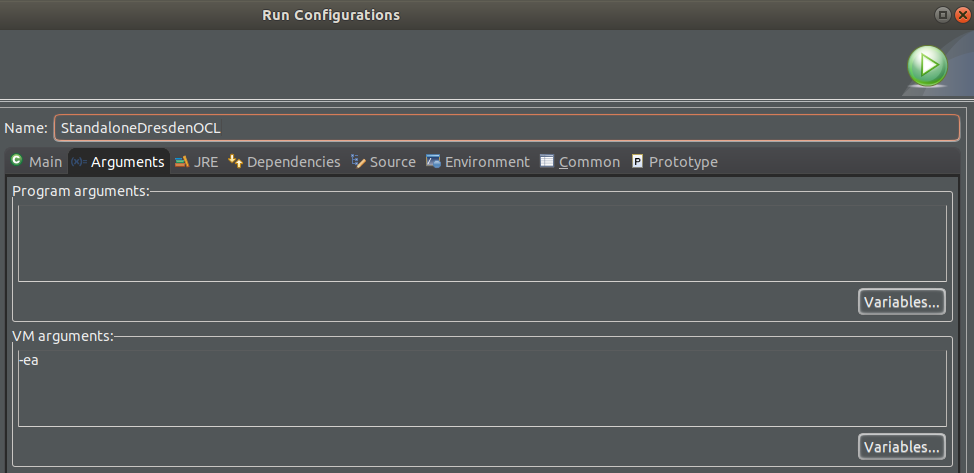 Run Configurations
Name: StandaloneDresdenOCL
Main Arguments JRE Dependencies Source Environment Common Prototype
Program arguments:
Variables...
VM arguments:
-ea
Variables...